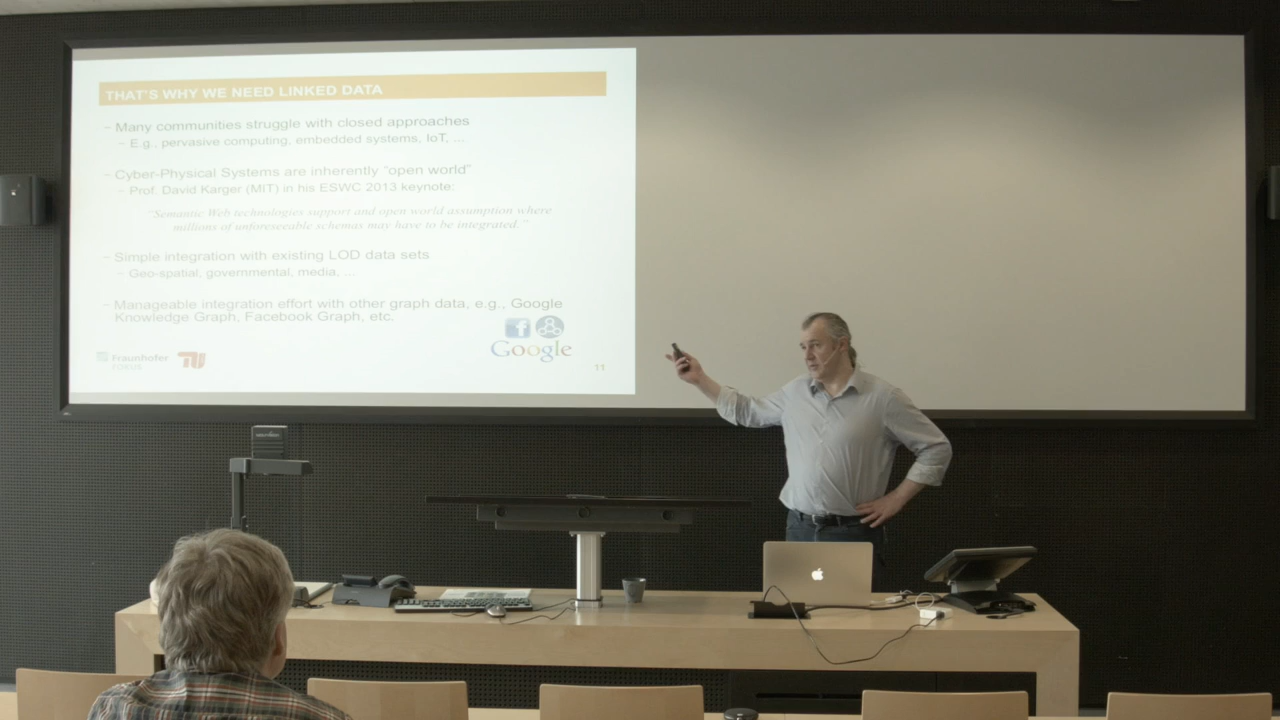 THAT'S WHY WE NEED LINKED DATA
– Many communities struggle with closed approaches
– E.g., pervasive computing, embedded systems, IoT, ...
– Cyber-Physical Systems are inherently "open world"
– Prof. David Karger (MIT) in his ESWC 2013 keynote:
"Semantic Web technologies support and open world assumption where
millions of unforeseeable schemas may have to be integrated."
– Simple integration with existing LOD data sets
– Geo-spatial, governmental, media, ...
– Manageable integration effort with other graph data, e.g., Google
Knowledge Graph, Facebook Graph, etc.
f
Google
Fraunhofer
FOKUS
TU
11